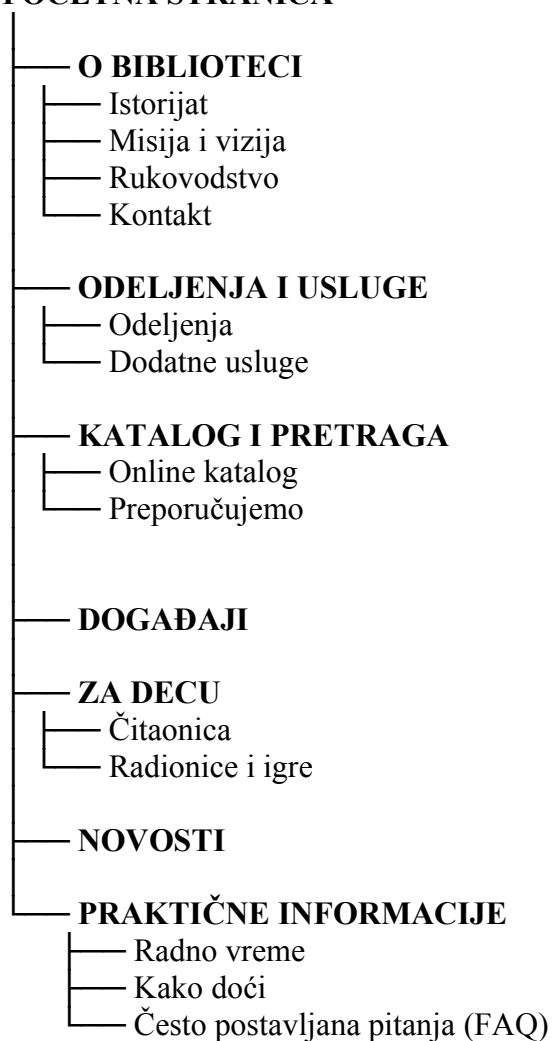 POČETNA STRANICA
O BIBLIOTECI
Istorijat
Misija i vizija
Rukovodstvo
Kontakt
ODELJENJA I USLUGE
Odeljenja
Dodatne usluge
KATALOG I PRETRAGA
Online katalog
Preporučujemo
DOGAĐAJI
ZA DECU
Čitaonica
Radionice i igre
NOVOSTI
PRAKTIČNE INFORMACIJE
Radno vreme
Kako doći
Često postavljana pitanja (FAQ)